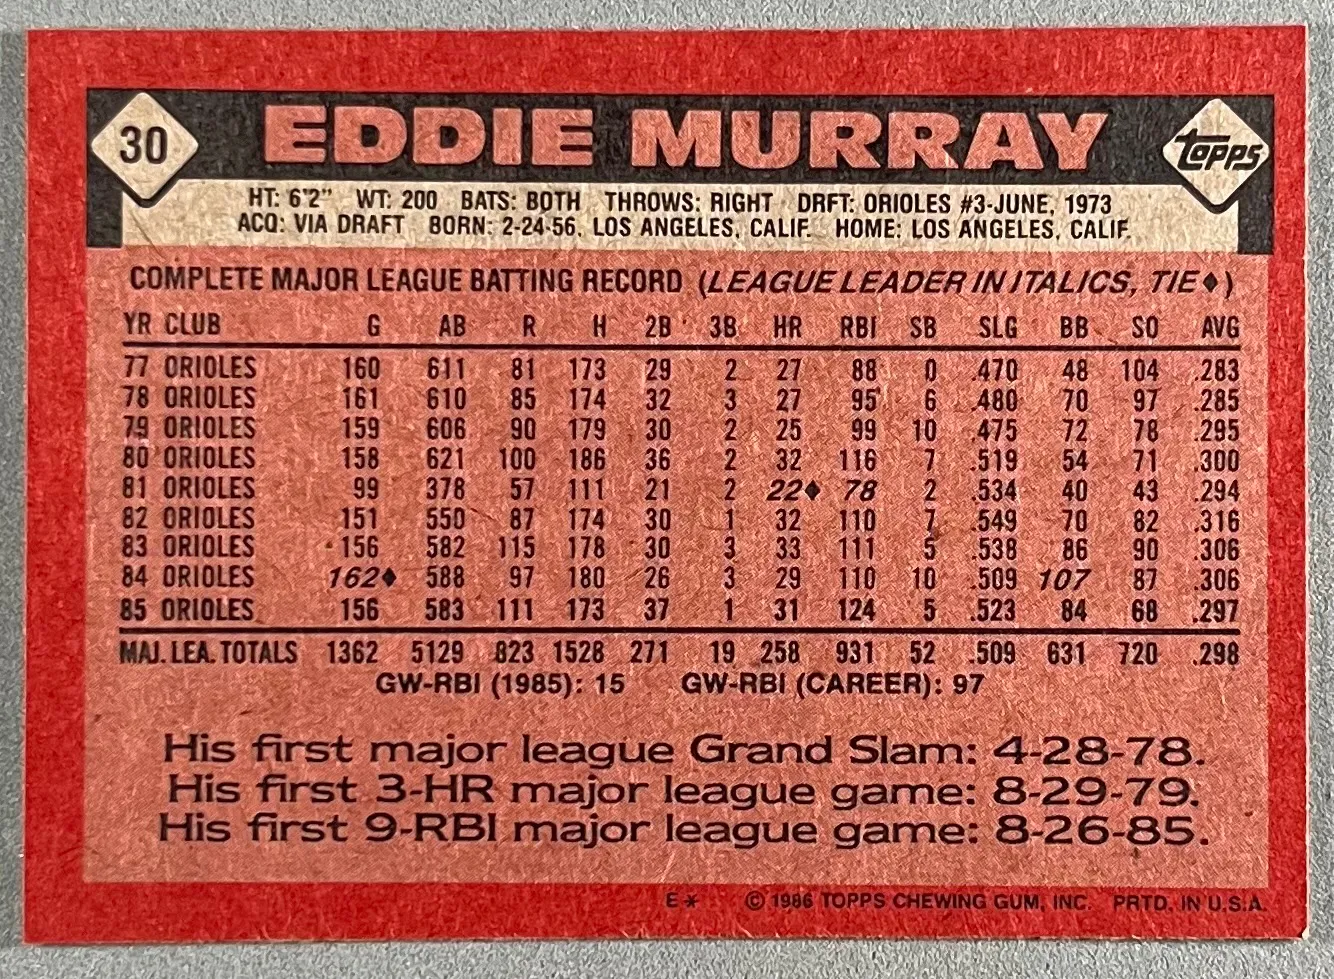 30 EDDIE MURRAY topps
HT: 6'2" WT: 200 BATS: BOTH THROWS: RIGHT DRFT: ORIOLES #3-JUNE, 1973
ACQ: VIA DRAFT BORN: 2-24-56, LOS ANGELES, CALIF. HOME: LOS ANGELES, CALIF.
COMPLETE MAJOR LEAGUE BATTING RECORD (LEAGUE LEADER IN ITALICS, TIE♦)
YR CLUB G AB R H 2B 3B HR RBI SB SLG BB SO AVG
77 ORIOLES 160 611 81 173 29 2 27 88 0 .470 48 104 .283
78 ORIOLES 161 610 85 174 32 3 27 95 6 .480 70 97 .285
79 ORIOLES 159 606 90 179 30 2 25 99 10 .475 72 78 .295
80 ORIOLES 158 621 100 186 36 2 32 116 7 .519 54 71 .300
81 ORIOLES 99 378 57 111 21 2 22♦ 78 2 .534 40 43 .294
82 ORIOLES 151 550 87 174 30 1 32 110 7 .549 70 82 .316
83 ORIOLES 156 582 115 178 30 3 33 111 5 .538 86 90 .306
84 ORIOLES 162♦ 588 97 180 26 3 29 110 10 .509 107 87 .306
85 ORIOLES 156 583 111 173 37 1 31 124 5 .523 84 68 .297
MAJ. LEA. TOTALS 1362 5129 823 1528 271 19 258 931 52 .509 631 720 .298
GW-RBI (1985): 15 GW-RBI (CAREER): 97
His first major league Grand Slam: 4-28-78.
His first 3-HR major league game: 8-29-79.
His first 9-RBI major league game: 8-26-85.
E* © 1986 TOPPS CHEWING GUM, INC. PRTD. IN U.S.A.